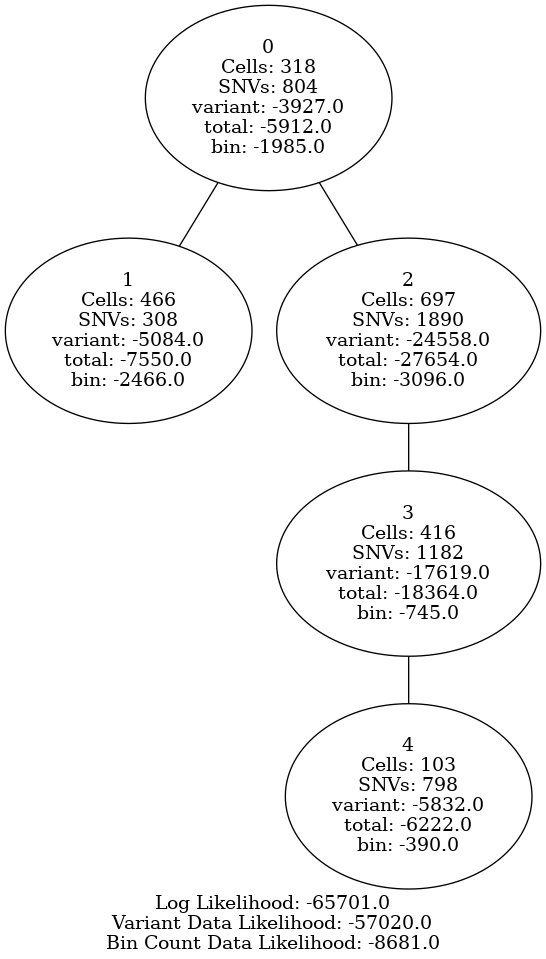 0
Cells: 318
SNVs: 804
variant: -3927.0
total: -5912.0
bin: -1985.0
1
Cells: 466
SNVs: 308
variant: -5084.0
total: -7550.0
bin: -2466.0
2
Cells: 697
SNVs: 1890
variant: -24558.0
total: -27654.0
bin: -3096.0
3
Cells: 416
SNVs: 1182
variant: -17619.0
total: -18364.0
bin: -745.0
4
Cells: 103
SNVs: 798
variant: -5832.0
total: -6222.0
bin: -390.0
Log Likelihood: -65701.0
Variant Data Likelihood: -57020.0
Bin Count Data Likelihood: -8681.0